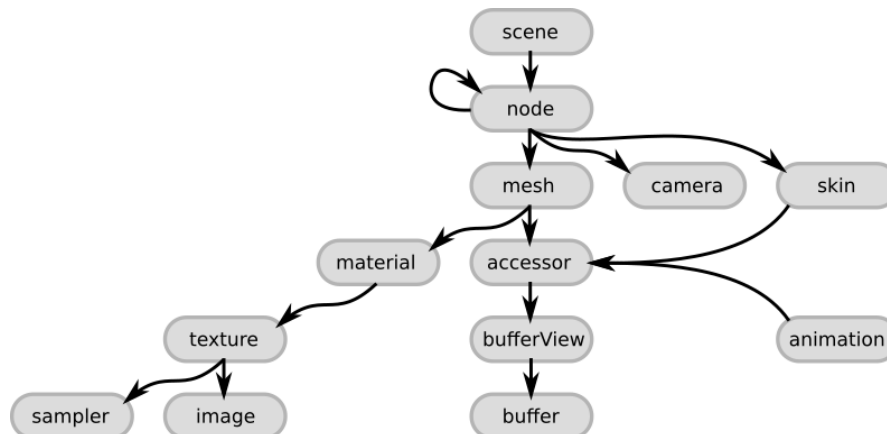 scene
node
mesh
camera
skin
material
accessor
texture
bufferView
animation
sampler
image
buffer